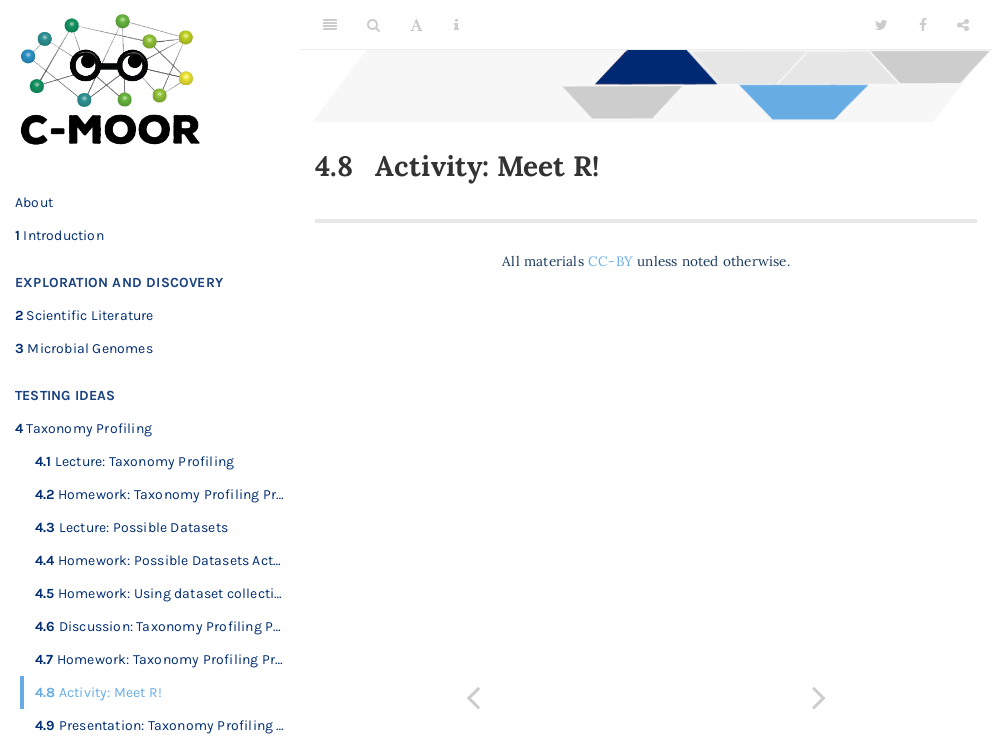 C-MOOR
About
1 Introduction
EXPLORATION AND DISCOVERY
2 Scientific Literature
3 Microbial Genomes
TESTING IDEAS
4 Taxonomy Profiling
4.1 Lecture: Taxonomy Profiling
4.2 Homework: Taxonomy Profiling Pr…
4.3 Lecture: Possible Datasets
4.4 Homework: Possible Datasets Act…
4.5 Homework: Using dataset collecti…
4.6 Discussion: Taxonomy Profiling P…
4.7 Homework: Taxonomy Profiling Pr…
4.8 Activity: Meet R!
4.9 Presentation: Taxonomy Profiling …
A
4.8 Activity: Meet R!
All materials CC-BY unless noted otherwise.